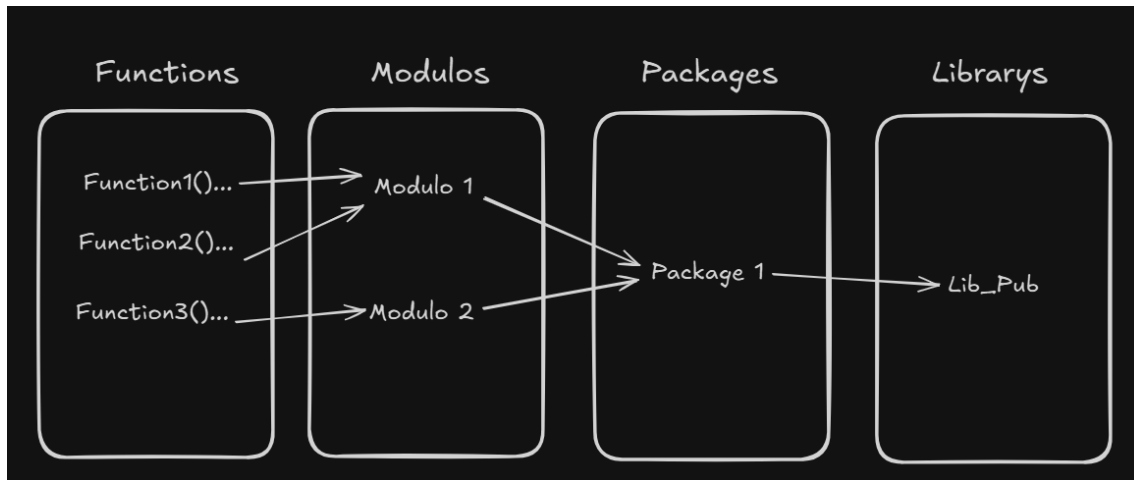 Functions
Modulos
Packages
Librarys
Function1()...
Function2()...
Function3()...
Modulo 1
Modulo 2
Package 1
Lib_Pub